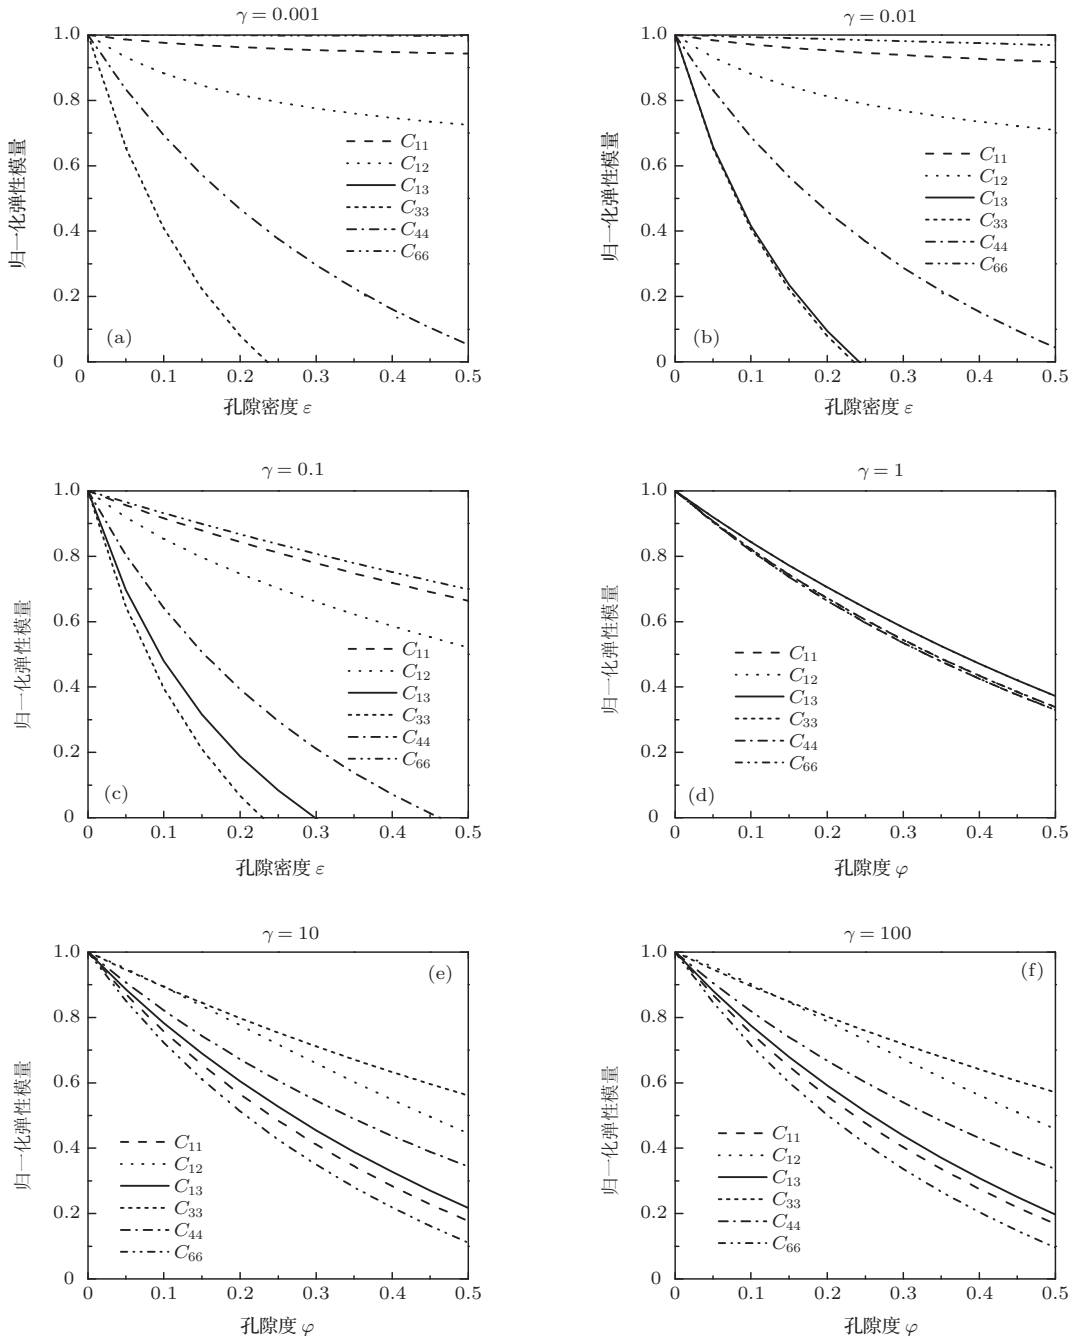 γ = 0.001
1.0
0.8
0.6
0.4
0.2
0
归一化弹性模量
C₁₁
C₁₂
C₁₃
C₃₃
C₄₄
C₆₆
(a)
0 0.1 0.2 0.3 0.4 0.5
孔隙密度 ε
γ = 0.01
1.0
0.8
0.6
0.4
0.2
0
归一化弹性模量
C₁₁
C₁₂
C₁₃
C₃₃
C₄₄
C₆₆
(b)
0 0.1 0.2 0.3 0.4 0.5
孔隙密度 ε
γ = 0.1
1.0
0.8
0.6
0.4
0.2
0
归一化弹性模量
C₁₁
C₁₂
C₁₃
C₃₃
C₄₄
C₆₆
(c)
0 0.1 0.2 0.3 0.4 0.5
孔隙密度 ε
γ = 1
1.0
0.8
0.6
0.4
0.2
0
归一化弹性模量
C₁₁
C₁₂
C₁₃
C₃₃
C₄₄
C₆₆
(d)
0 0.1 0.2 0.3 0.4 0.5
孔隙度 φ
γ = 10
1.0
0.8
0.6
0.4
0.2
0
归一化弹性模量
(e)
C₁₁
C₁₂
C₁₃
C₃₃
C₄₄
C₆₆
0 0.1 0.2 0.3 0.4 0.5
孔隙度 φ
γ = 100
1.0
0.8
0.6
0.4
0.2
0
归一化弹性模量
(f)
C₁₁
C₁₂
C₁₃
C₃₃
C₄₄
C₆₆
0 0.1 0.2 0.3 0.4 0.5
孔隙度 φ